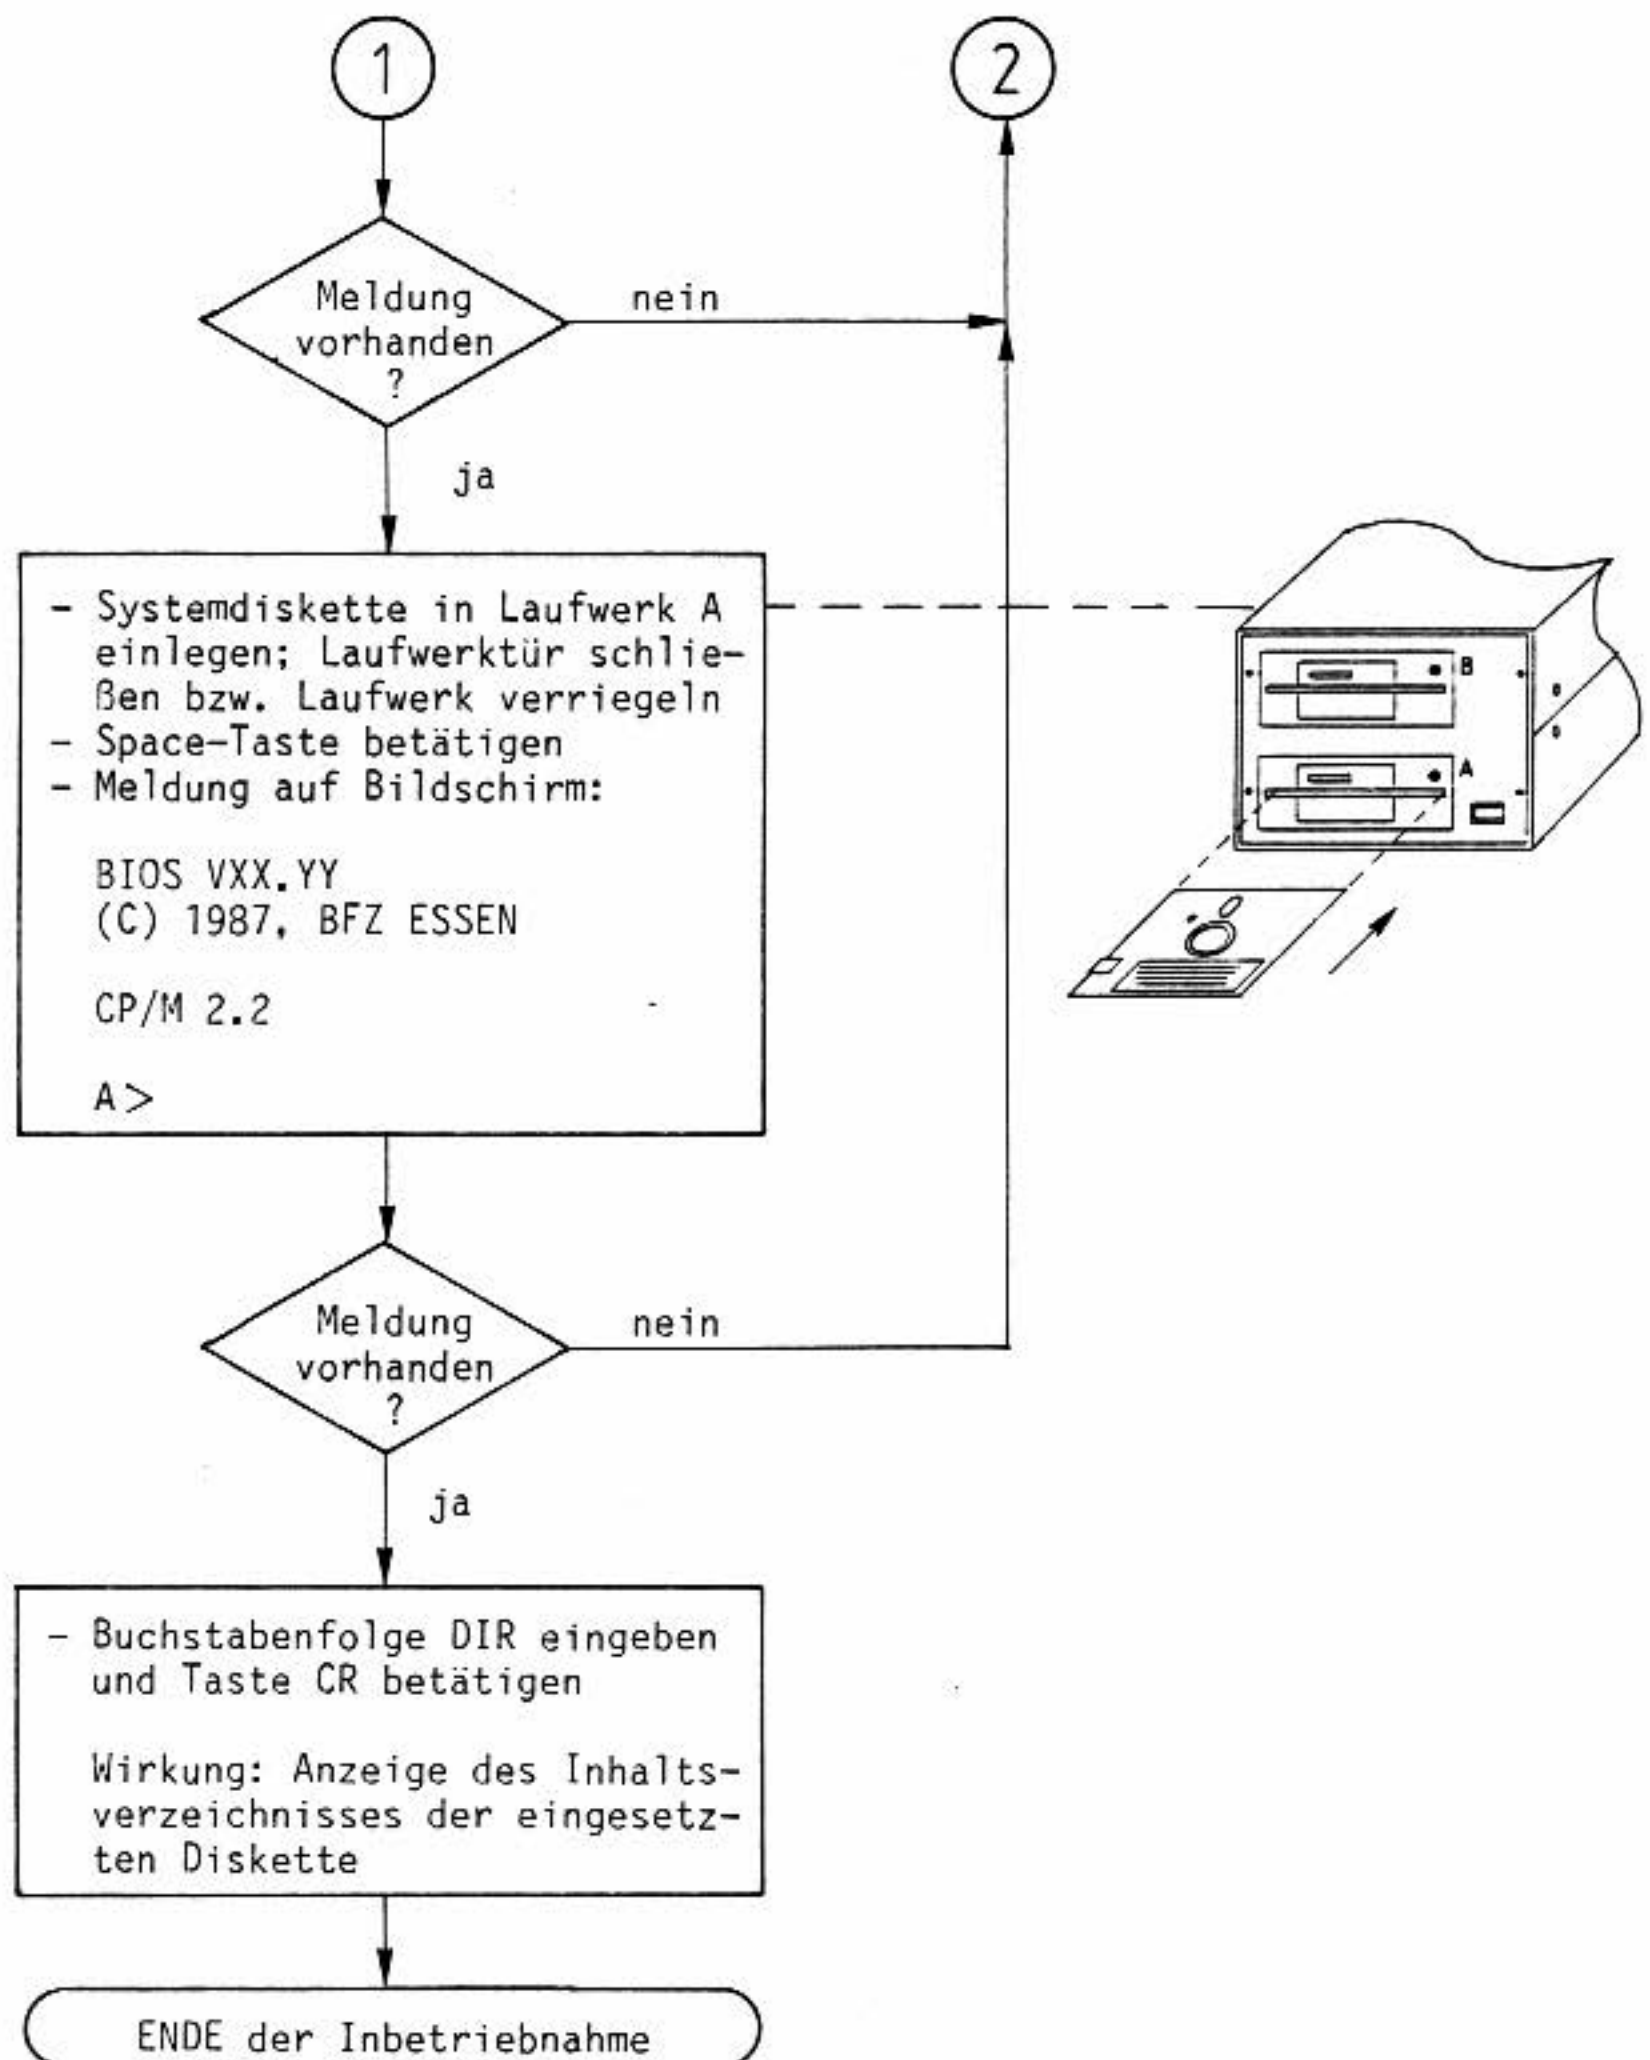 1
2
Meldung
vorhanden
?
nein
ja
- Systemdiskette in Laufwerk A
einlegen; Laufwerktür schlie-
ßen bzw. Laufwerk verriegeln
- Space-Taste betätigen
- Meldung auf Bildschirm:
BIOS VXX.YY
(C) 1987, BFZ ESSEN
CP/M 2.2
A>
B
A
Meldung
vorhanden
?
nein
ja
- Buchstabenfolge DIR eingeben
und Taste CR betätigen
Wirkung: Anzeige des Inhalts-
verzeichnisses der eingesetz-
ten Diskette
ENDE der Inbetriebnahme